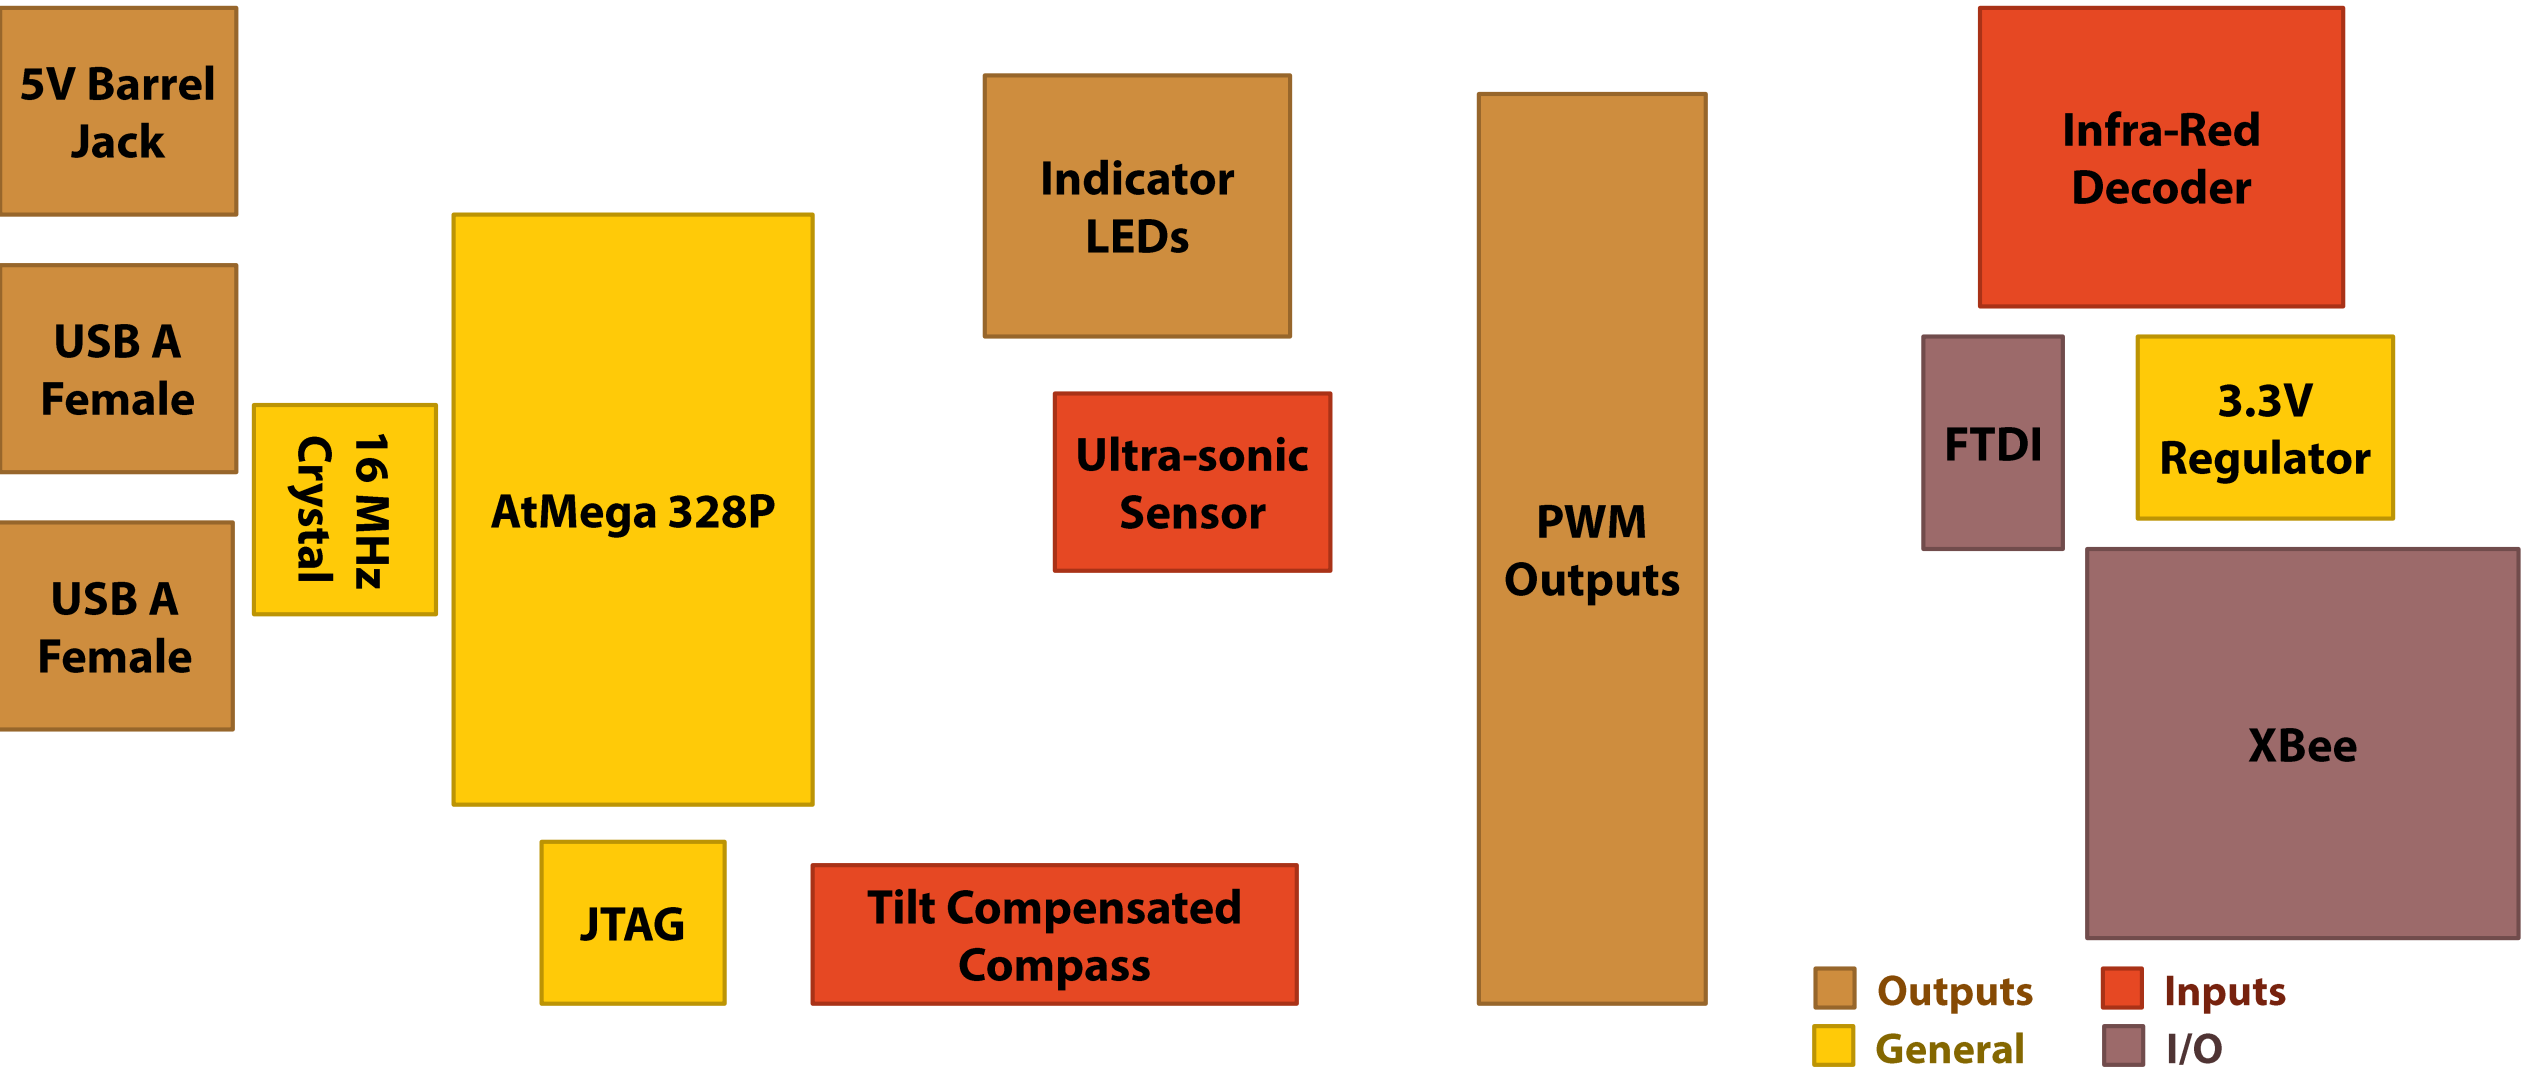 5V Barrel
Jack
USB A
Female
USB A
Female
16 MHz
Crystal
AtMega 328P
JTAG
Indicator
LEDs
Ultra-sonic
Sensor
Tilt Compensated
Compass
PWM
Outputs
Infra-Red
Decoder
FTDI
3.3V
Regulator
XBee
Outputs
Inputs
General
I/O